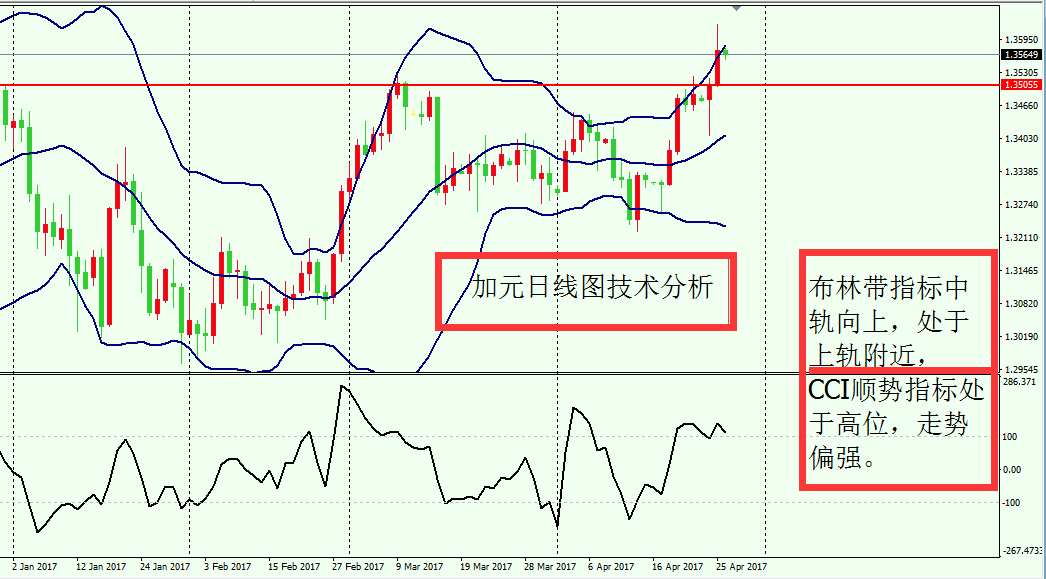 1.35950
1.35649
1.35305
1.35055
1.34660
1.34030
1.33385
1.32740
1.32110
1.31465
1.30820
1.30190
1.29545
加元日线图技术分析
布林带指标中
轨向上，处于
上轨附近，
CCI顺势指标处
于高位，走势
偏强。
286.371
100
0.00
-100
-267.4733
2 Jan 2017
12 Jan 2017
24 Jan 2017
3 Feb 2017
15 Feb 2017
27 Feb 2017
9 Mar 2017
19 Mar 2017
28 Mar 2017
6 Apr 2017
16 Apr 2017
25 Apr 2017